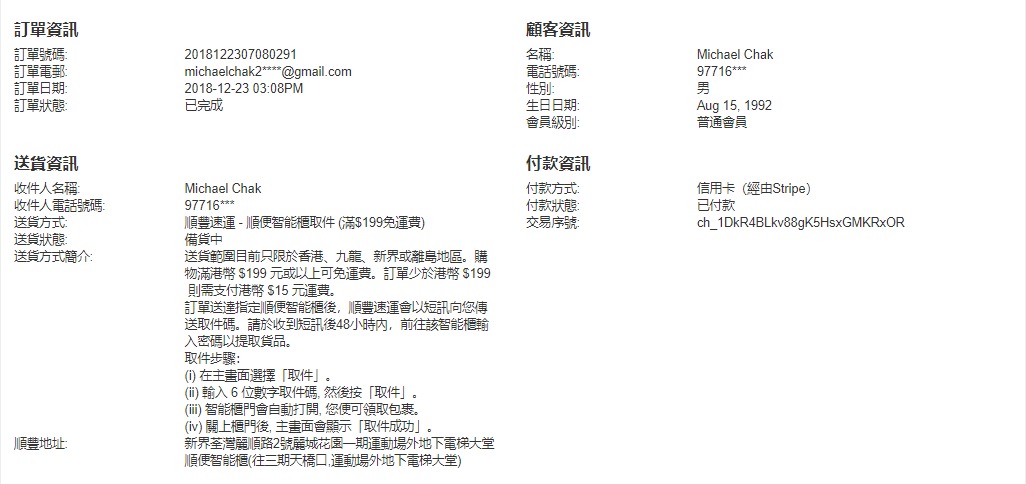 訂單資訊
訂單號碼: 2018122307080291
訂單電郵: michaelchak2****@gmail.com
訂單日期: 2018-12-23 03:08PM
訂單狀態: 已完成
顧客資訊
名稱: Michael Chak
電話號碼: 97716***
性別: 男
生日日期: Aug 15, 1992
會員級別: 普通會員
送貨資訊
收件人名稱: Michael Chak
收件人電話號碼: 97716***
送貨方式: 順豐速運 - 順便智能櫃取件 (滿$199免運費)
送貨狀態: 備貨中
送貨方式簡介: 送貨範圍目前只限於香港、九龍、新界或離島地區。購
物滿港幣 $199 元或以上可免運費。訂單少於港幣 $199
則需支付港幣 $15 元運費。
訂單送達指定順便智能櫃後，順豐速運會以短訊向您傳
送取件碼。請於收到短訊後48小時內，前往該智能櫃輸
入密碼以提取貨品。
取件步驟：
(i) 在主畫面選擇「取件」。
(ii) 輸入 6 位數字取件碼, 然後按「取件」。
(iii) 智能櫃門會自動打開, 您便可領取包裹。
(iv) 關上櫃門後, 主畫面會顯示「取件成功」。
順豐地址: 新界荃灣麗順路2號麗城花園一期運動場外地下電梯大堂
順便智能櫃(往三期天橋口,運動場外地下電梯大堂)
付款資訊
付款方式: 信用卡（經由Stripe）
付款狀態: 已付款
交易序號: ch_1DkR4BLkv88gK5HsxGMKRxOR